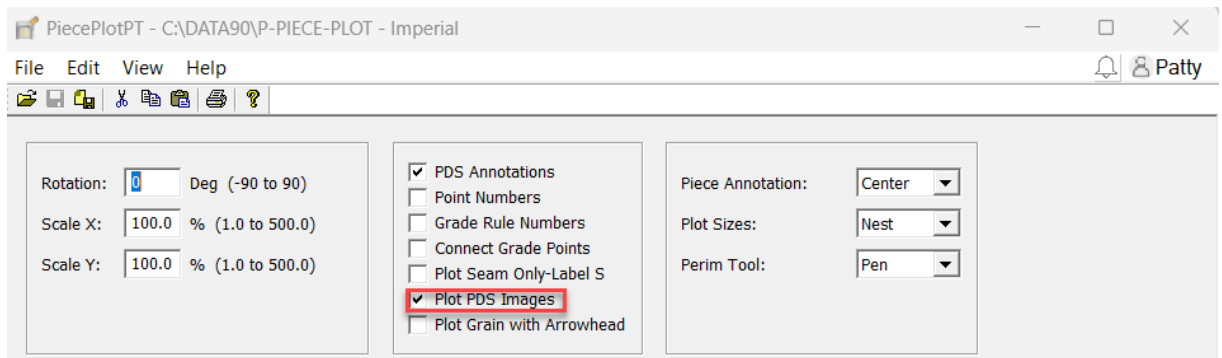 PiecePlotPT - C:\DATA90\P-PIECE-PLOT - Imperial
File Edit View Help
Patty
Rotation: 0 Deg (-90 to 90)
Scale X: 100.0 % (1.0 to 500.0)
Scale Y: 100.0 % (1.0 to 500.0)
PDS Annotations
Point Numbers
Grade Rule Numbers
Connect Grade Points
Plot Seam Only-Label S
Plot PDS Images
Plot Grain with Arrowhead
Piece Annotation: Center
Plot Sizes: Nest
Perim Tool: Pen